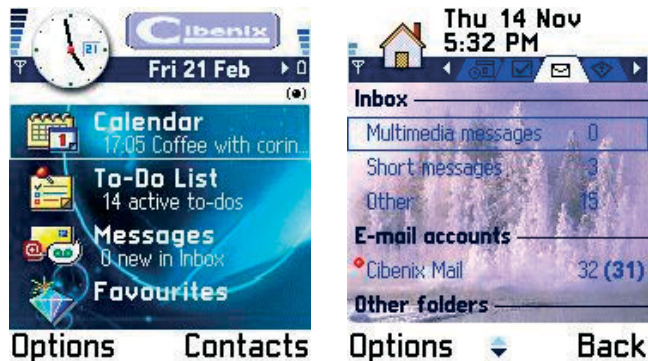 Cibenix
21
Fri 21 Feb
Calendar
17:05 Coffee with corin...
1
To-Do List
14 active to-dos
Messages
0 new in Inbox
Favourites
Options Contacts
Thu 14 Nov
5:32 PM
Inbox
Multimedia messages 0
Short messages 3
Other 15
E-mail accounts
Cibenix Mail 32 (31)
Other folders
Options Back